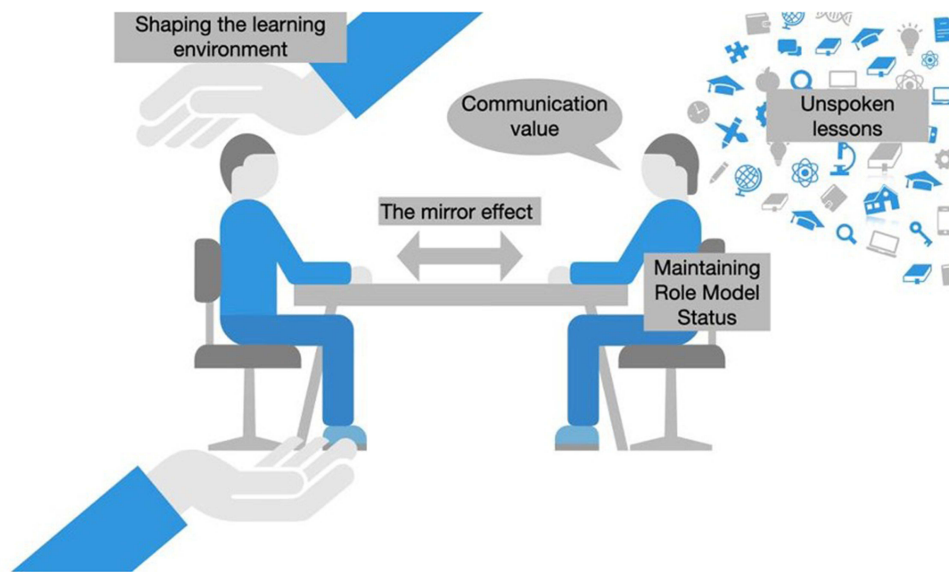 Shaping the learning
environment
Communication
value
Unspoken
lessons
The mirror effect
Maintaining
Role Model
Status